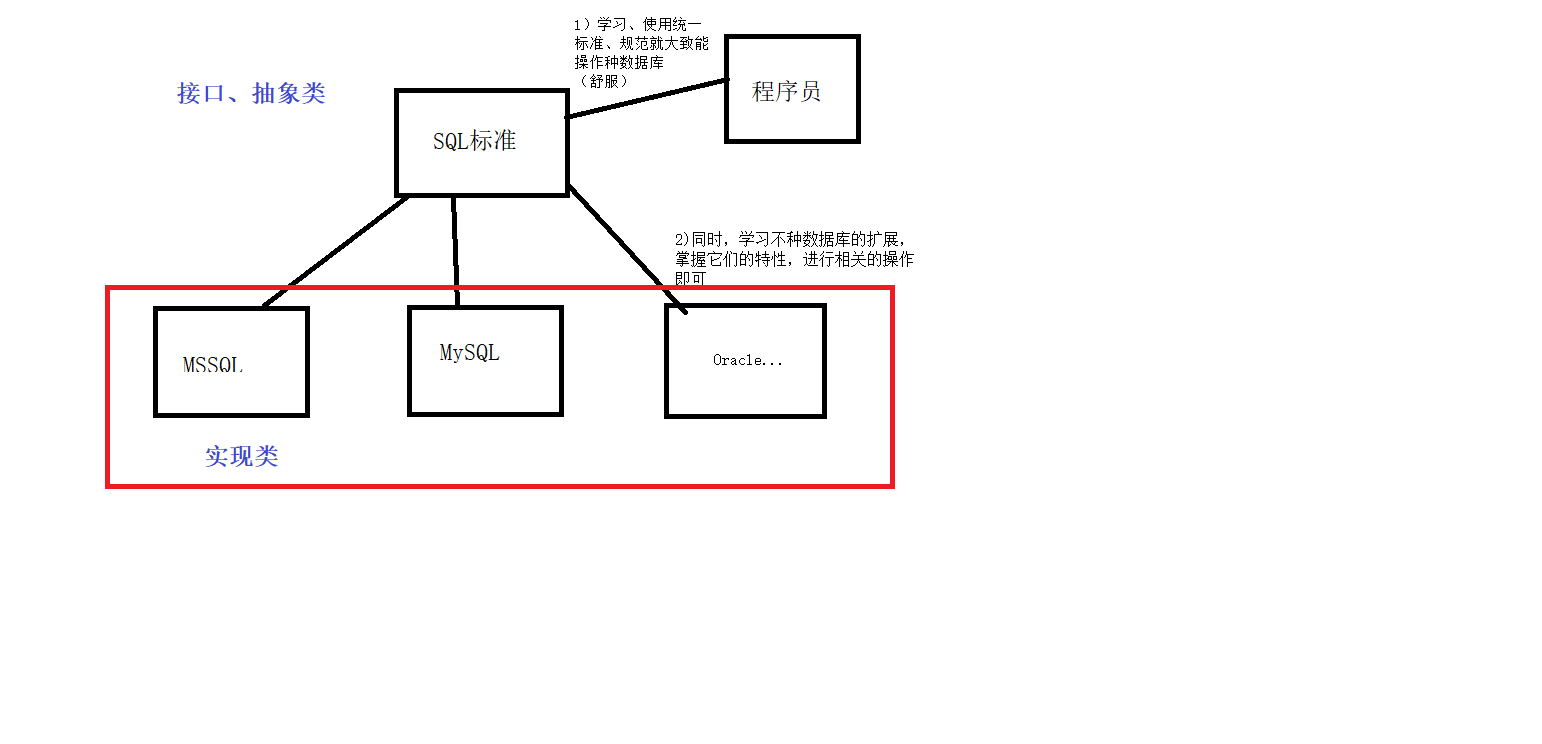 1）学习、使用统一
标准、规范就大致能
操作种数据库
（舒服）
程序员
接口、抽象类
SQL标准
2)同时，学习不种数据库的扩展，
掌握它们的特性，进行相关的操作
即可
MSSQL
MySQL
Oracle...
实现类